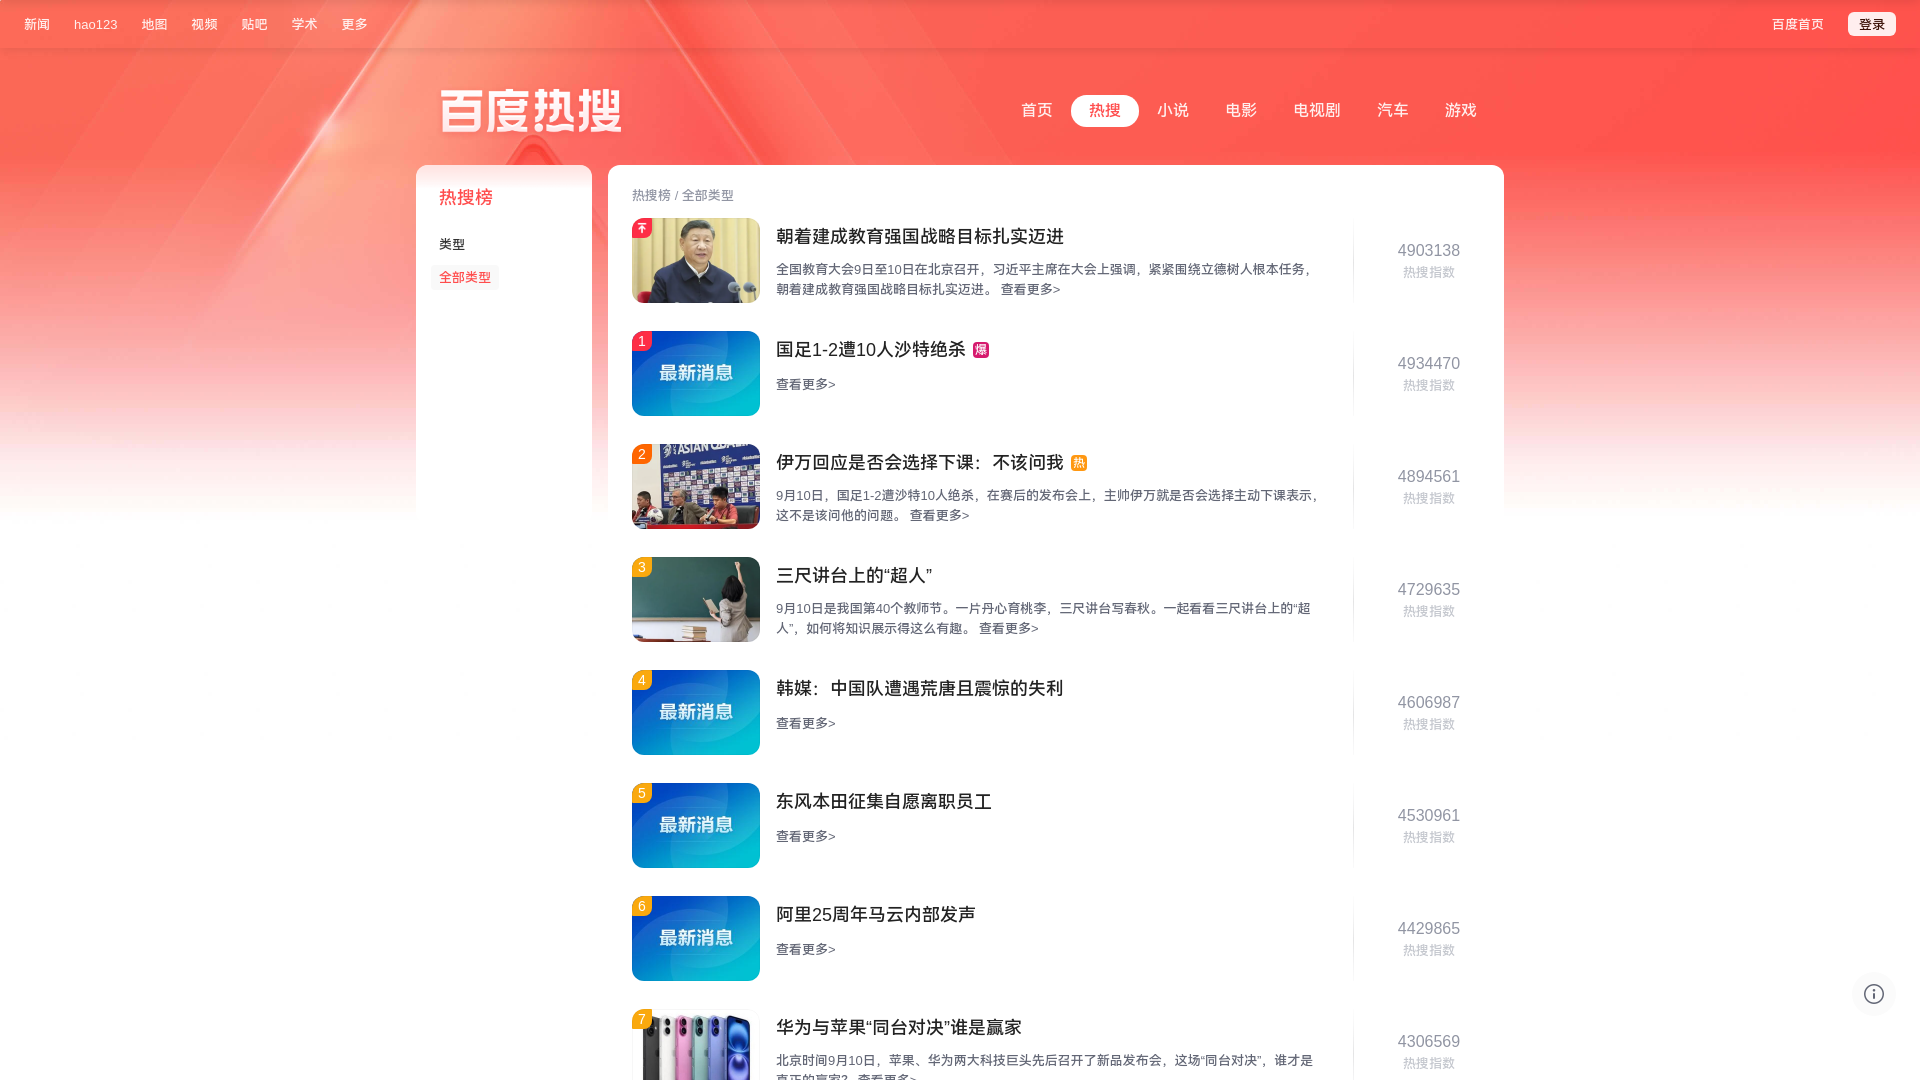 新闻 hao123 地图 视频 贴吧 学术 更多 百度首页 登录
百度热搜
首页 热搜 小说 电影 电视剧 汽车 游戏
热搜榜
类型
全部类型
热搜榜 / 全部类型
朝着建成教育强国战略目标扎实迈进
全国教育大会9日至10日在北京召开，习近平主席在大会上强调，紧紧围绕立德树人根本任务，
朝着建成教育强国战略目标扎实迈进。 查看更多>
4903138
热搜指数
1
最新消息
国足1-2遭10人沙特绝杀 爆
查看更多>
4934470
热搜指数
2
ASIAN QUAL
伊万回应是否会选择下课：不该问我 热
9月10日，国足1-2遭沙特10人绝杀，在赛后的发布会上，主帅伊万就是否会选择主动下课表示，
这不是该问他的问题。 查看更多>
4894561
热搜指数
3
三尺讲台上的“超人”
9月10日是我国第40个教师节。一片丹心育桃李，三尺讲台写春秋。一起看看三尺讲台上的“超
人”，如何将知识展示得这么有趣。 查看更多>
4729635
热搜指数
4
最新消息
韩媒：中国队遭遇荒唐且震惊的失利
查看更多>
4606987
热搜指数
5
最新消息
东风本田征集自愿离职员工
查看更多>
4530961
热搜指数
6
最新消息
阿里25周年马云内部发声
查看更多>
4429865
热搜指数
7
华为与苹果“同台对决”谁是赢家
北京时间9月10日，苹果、华为两大科技巨头先后召开了新品发布会，这场“同台对决”，谁才是
真正的赢家？ 查看更多>
4306569
热搜指数